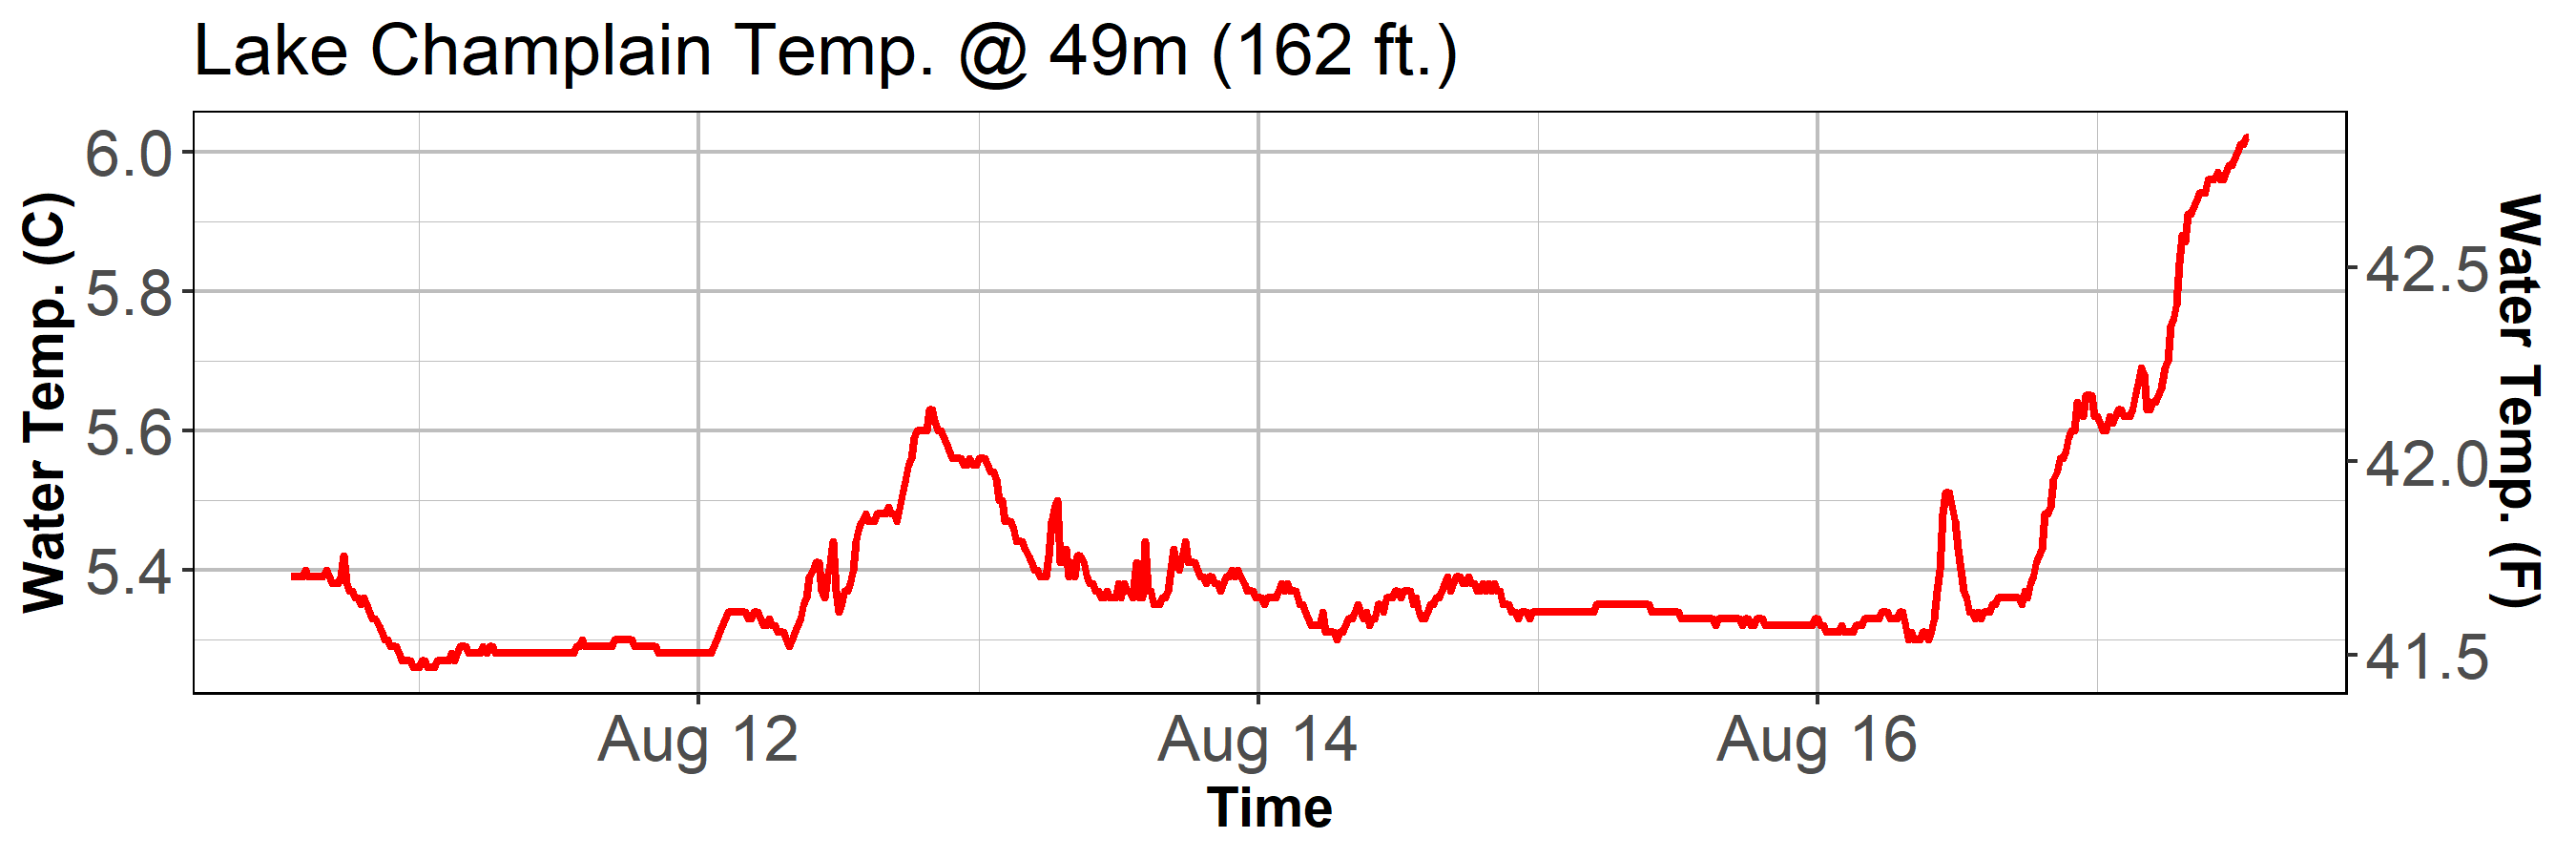 Lake Champlain Temp. @ 49m (162 ft.)
Water Temp. (C)
6.0
5.8
5.6
5.4
42.5
42.0
41.5
Water Temp. (F)
Aug 12
Aug 14
Aug 16
Time